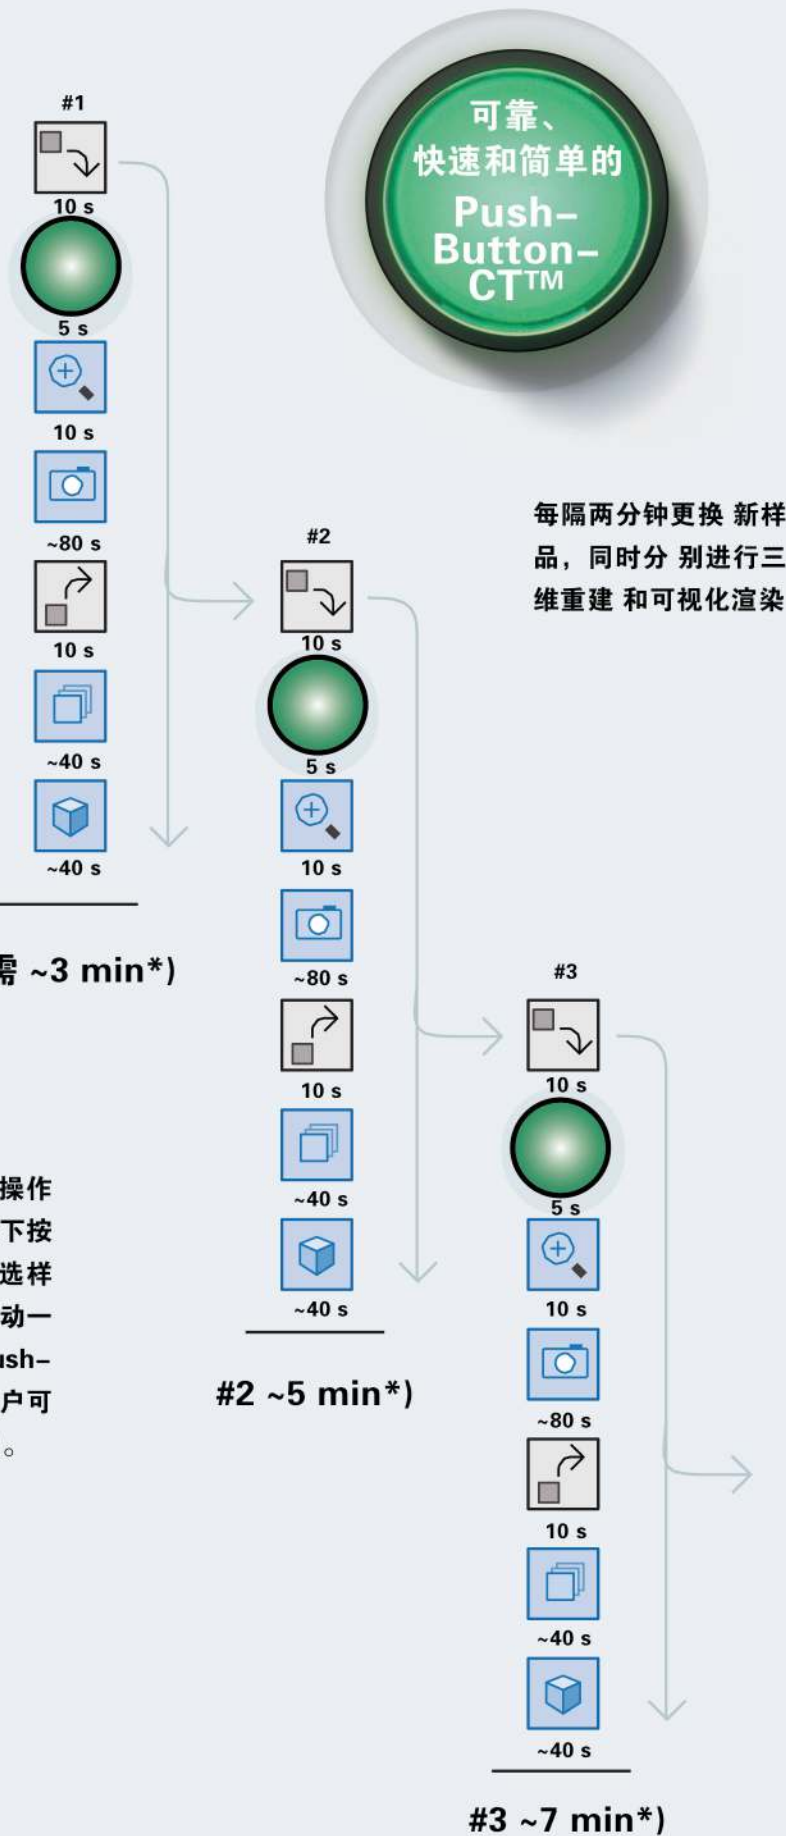 可靠、
快速和简单的
Push-
Button-
CT™
#1
10 s
5 s
10 s
~80 s
10 s
~40 s
~40 s
需 ~3 min*)
每隔两分钟更换 新样
品，同时分 别进行三
维重建 和可视化渲染
#2
10 s
5 s
10 s
~80 s
10 s
~40 s
~40 s
#2 ~5 min*)
操作
下按
选样
动一
ush-
户可
。
#3
10 s
5 s
10 s
~80 s
10 s
~40 s
~40 s
#3 ~7 min*)